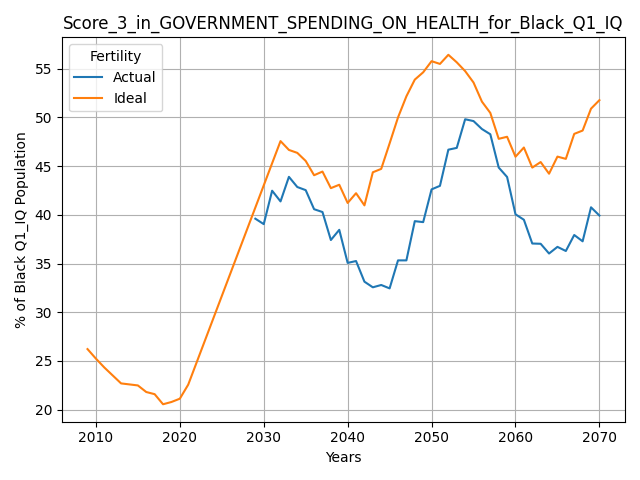 Score_3_in_GOVERNMENT_SPENDING_ON_HEALTH_for_Black_Q1_IQ
Fertility
Actual
Ideal
% of Black Q1_IQ Population
55
50
45
40
35
30
25
20
2010 2020 2030 2040 2050 2060 2070
Years